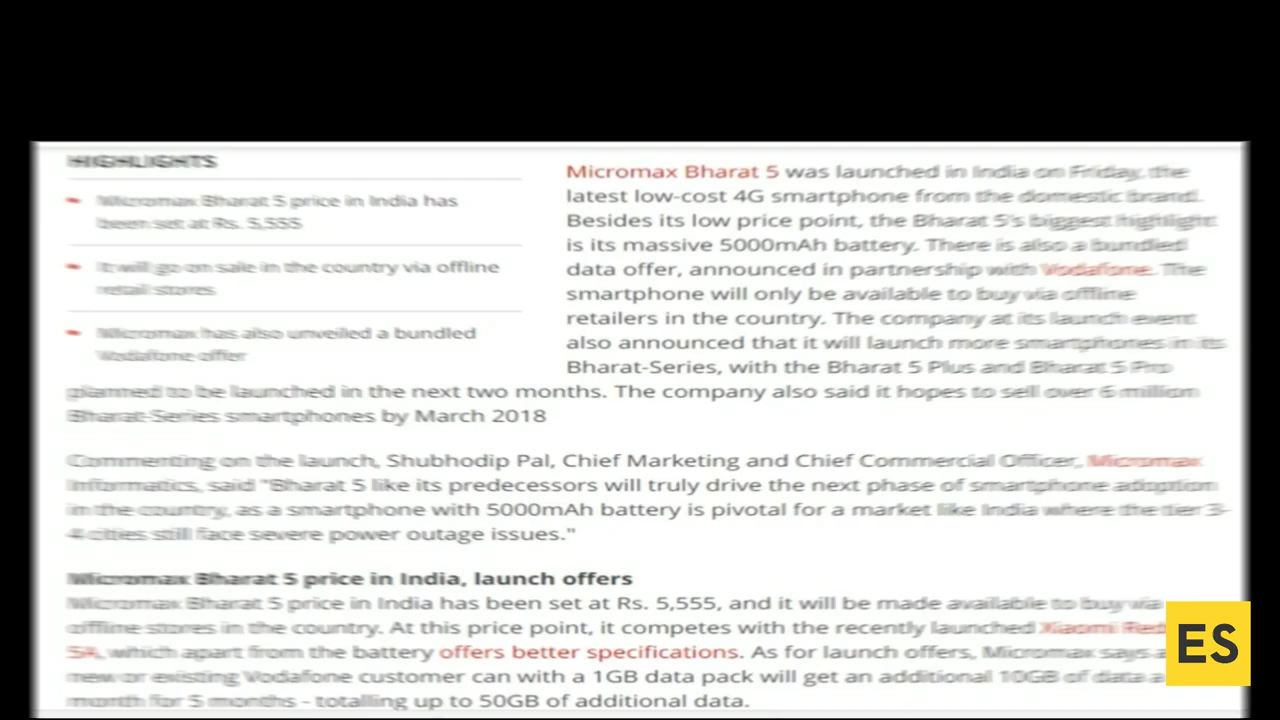 HIGHLIGHTS
Micromax Bharat 5 price in India has
been set at Rs. 5,555
It will go on sale in the country via offline
retail stores
Micromax has also unveiled a bundled
Vodafone offer
Micromax Bharat 5 was launched in India on Friday, the
latest low-cost 4G smartphone from the domestic brand.
Besides its low price point, the Bharat 5's biggest highlight
is its massive 5000mAh battery. There is also a bundled
data offer, announced in partnership with Vodafone. The
smartphone will only be available to buy via offline
retailers in the country. The company at its launch event
also announced that it will launch more smartphones in its
Bharat-Series, with the Bharat 5 Plus and Bharat 5 Pro
planned to be launched in the next two months. The company also said it hopes to sell over 6 million
Bharat-Series smartphones by March 2018
Commenting on the launch, Shubhodip Pal, Chief Marketing and Chief Commercial Officer, Micromax
Informatics, said "Bharat 5 like its predecessors will truly drive the next phase of smartphone adoption
in the country, as a smartphone with 5000mAh battery is pivotal for a market like India where the tier 3-
4 cities still face severe power outage issues."
Micromax Bharat 5 price in India, launch offers
Micromax Bharat 5 price in India has been set at Rs. 5,555, and it will be made available to buy via
offline stores in the country. At this price point, it competes with the recently launched Xiaomi Red
5A, which apart from the battery offers better specifications. As for launch offers, Micromax says a
new or existing Vodafone customer can with a 1GB data pack will get an additional 10GB of data a
month for 5 months - totalling up to 50GB of additional data.
ES